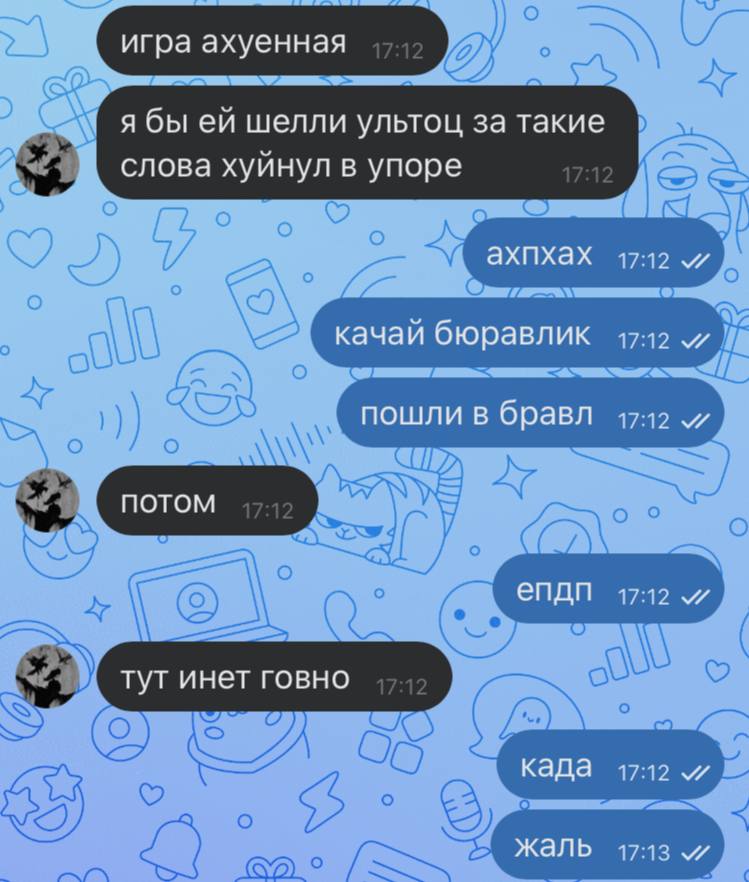 игра ахуенная 17:12
я бы ей шелли ультоц за такие
слова хуйнул в упоре 17:12
ахпхах 17:12
качай бюравлик 17:12
пошли в бравл 17:12
потом 17:12
епдп 17:12
тут инет говно 17:12
када 17:12
жаль 17:13